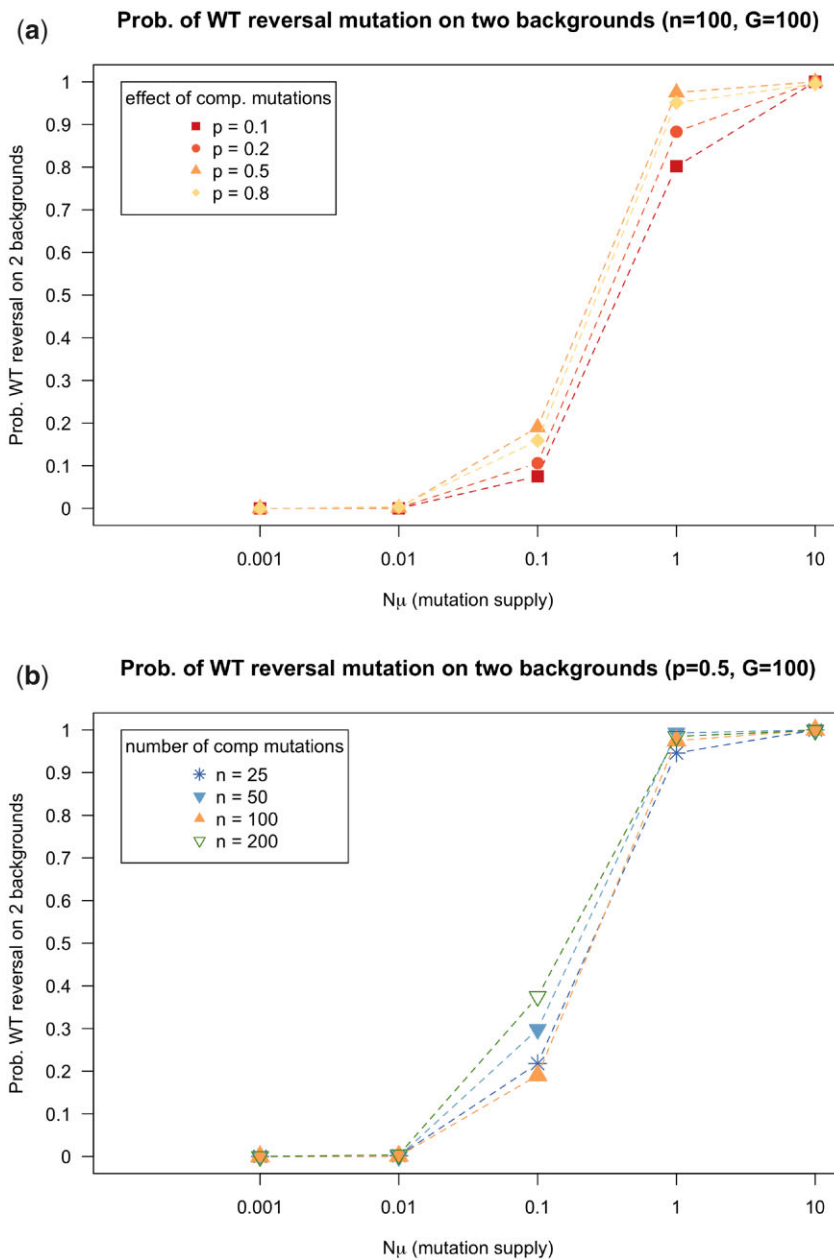 (a)
Prob. of WT reversal mutation on two backgrounds (n=100, G=100)
effect of comp. mutations
p = 0.1
p = 0.2
p = 0.5
p = 0.8
Prob. WT reversal on 2 backgrounds
1
0.9
0.8
0.7
0.6
0.5
0.4
0.3
0.2
0.1
0
0.001 0.01 0.1 1 10
Nμ (mutation supply)
(b)
Prob. of WT reversal mutation on two backgrounds (p=0.5, G=100)
number of comp mutations
n = 25
n = 50
n = 100
n = 200
Prob. WT reversal on 2 backgrounds
1
0.9
0.8
0.7
0.6
0.5
0.4
0.3
0.2
0.1
0
0.001 0.01 0.1 1 10
Nμ (mutation supply)